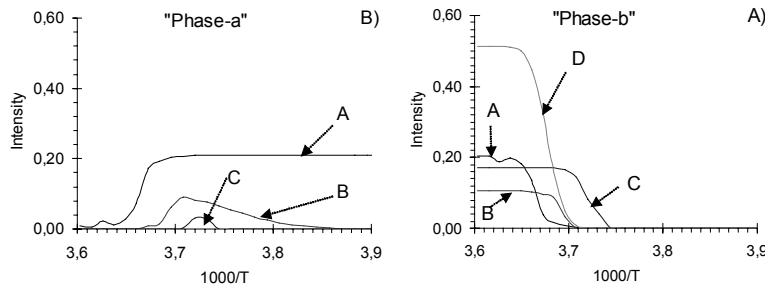 "Phase-a"
B)
0,60
0,40
0,20
0,00
Intensity
A
C
B
3,6
3,7
3,8
3,9
1000/T
"Phase-b"
A)
0,60
0,40
0,20
0,00
Intensity
D
A
C
B
3,6
3,7
3,8
3,9
1000/T